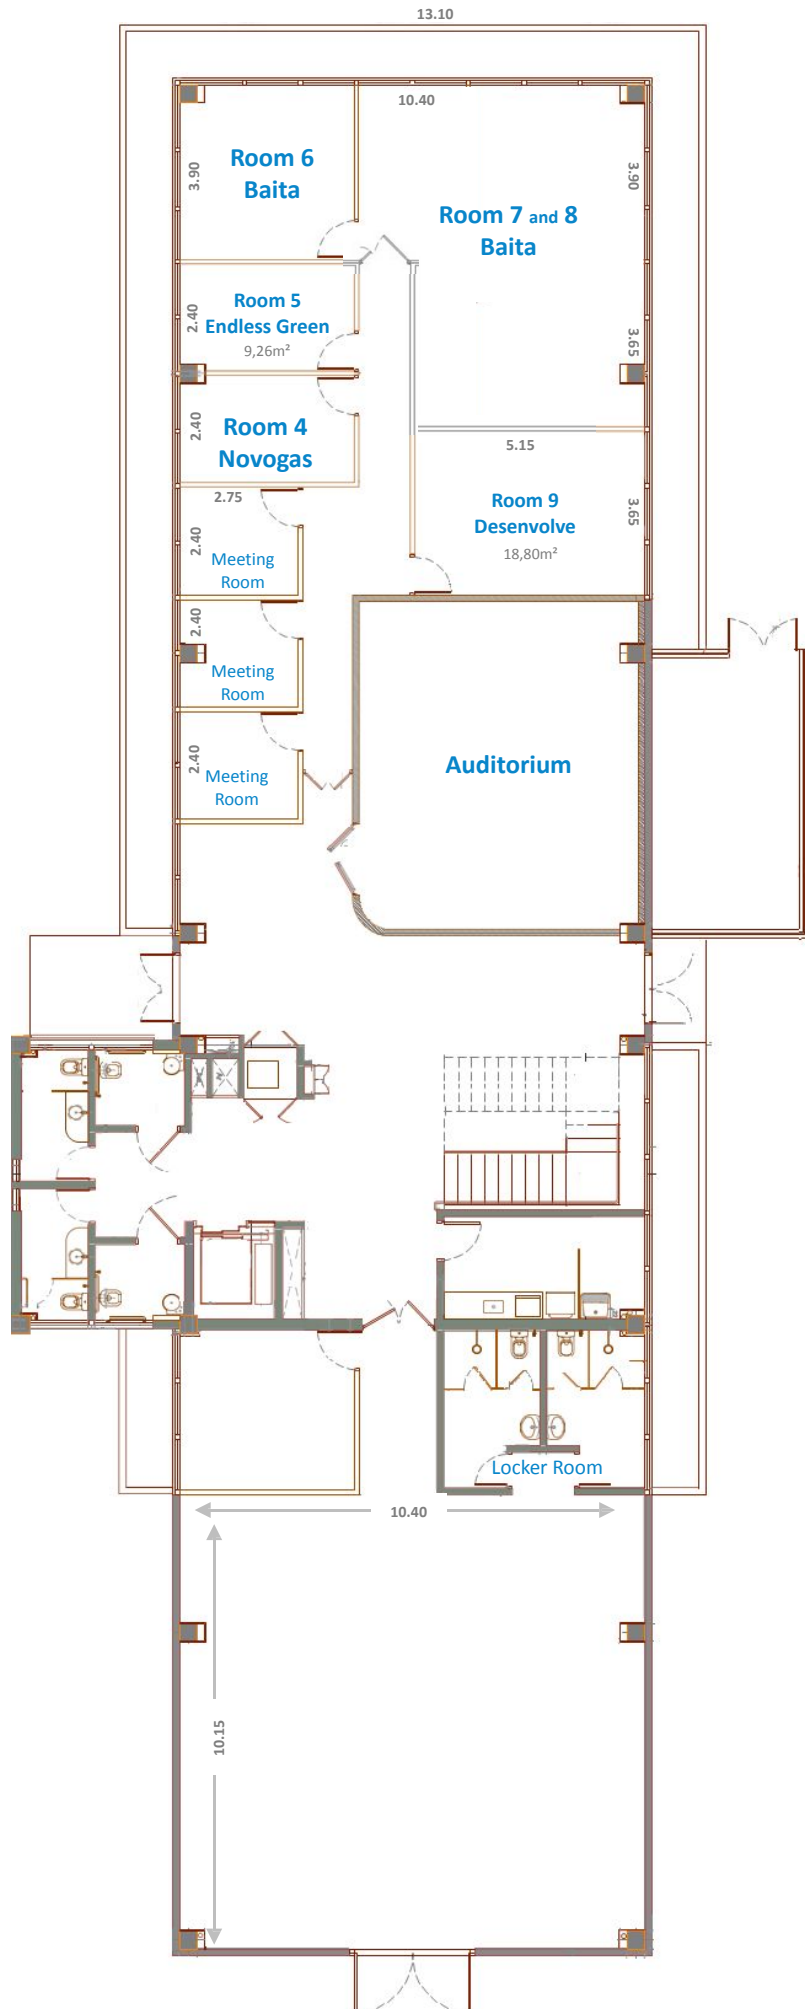 13.10
10.40
Room 6
Baita
3.90
3.90
Room 7 and 8
Baita
Room 5
Endless Green
9,26m²
2.40
3.65
Room 4
Novogas
2.40
5.15
2.75
Room 9
Desenvolve
18,80m²
3.65
2.40
Meeting
Room
2.40
Meeting
Room
2.40
Meeting
Room
Auditorium
Locker Room
10.40
10.15